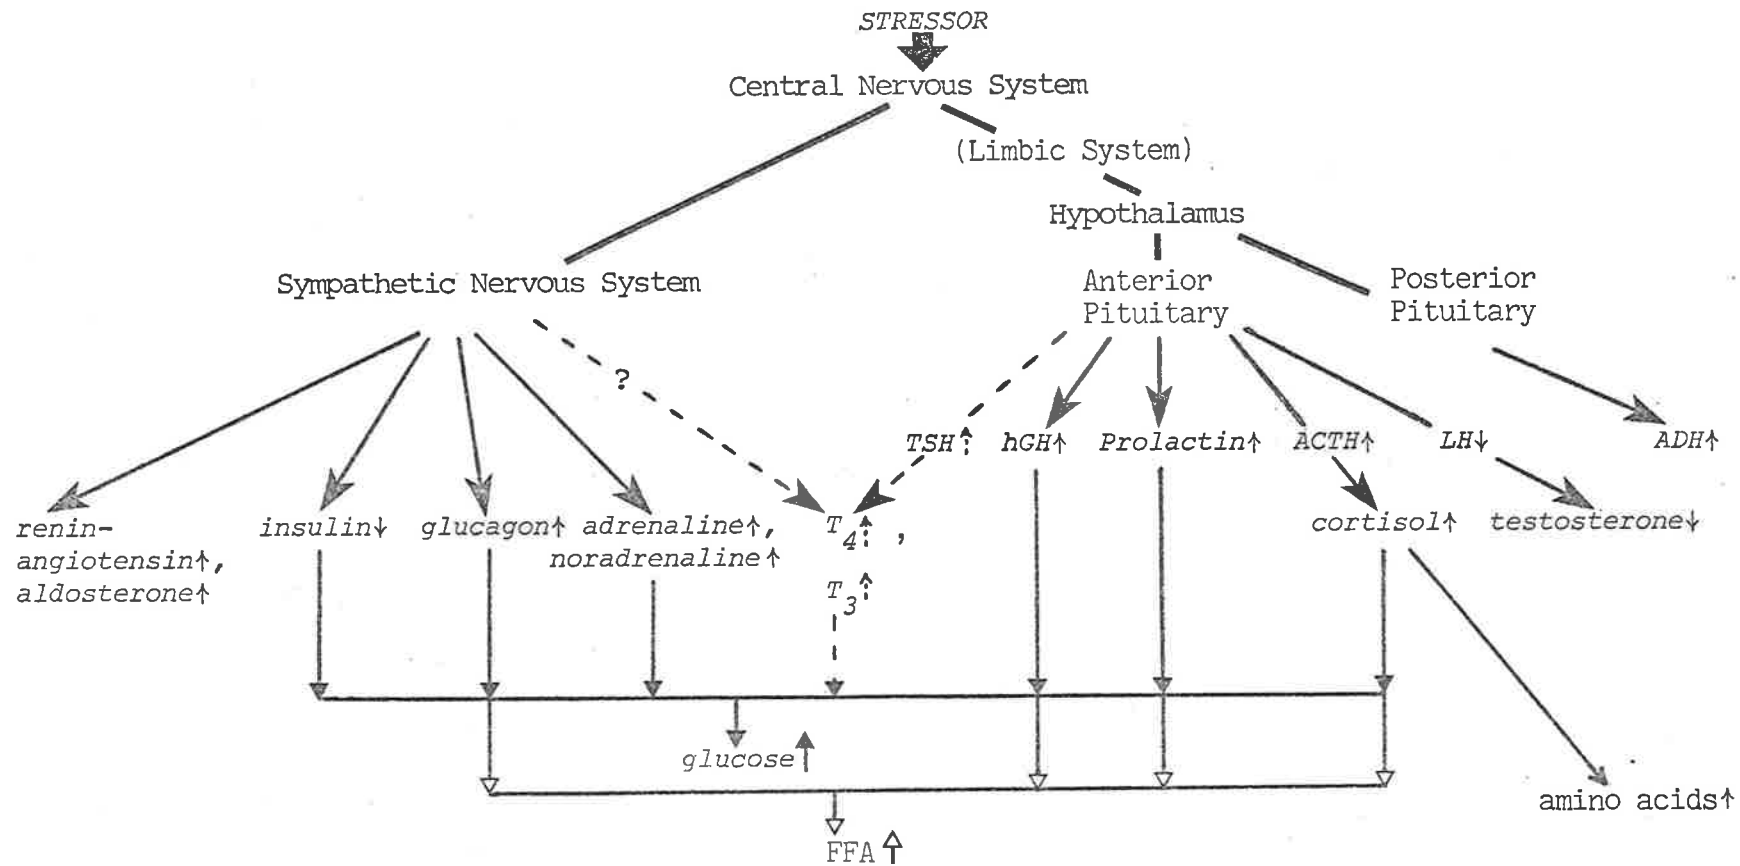 STRESSOR
Central Nervous System
(Limbic System)
Hypothalamus
Sympathetic Nervous System
Anterior
Pituitary
Posterior
Pituitary
?
TSH↑
hGH↑
Prolactin↑
ACTH↑
LH↓
ADH↑
renin-
angiotensin↑,
aldosterone↑
insulin↓
glucagon↑
adrenaline↑,
noradrenaline↑
T4↑,
T3↑
cortisol↑
testosterone↓
glucose↑
amino acids↑
FFA↑